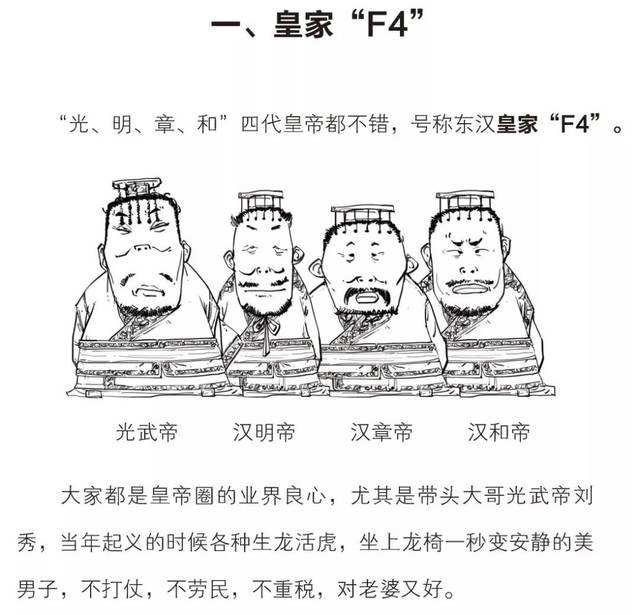 一、皇家“F4”
“光、明、章、和”四代皇帝都不错，号称东汉皇家“F4”。
光武帝 汉明帝 汉章帝 汉和帝
大家都是皇帝圈的业界良心，尤其是带头大哥光武帝刘
秀，当年起义的时候各种生龙活虎，坐上龙椅一秒变安静的美
男子，不打仗，不劳民，不重税，对老婆又好。